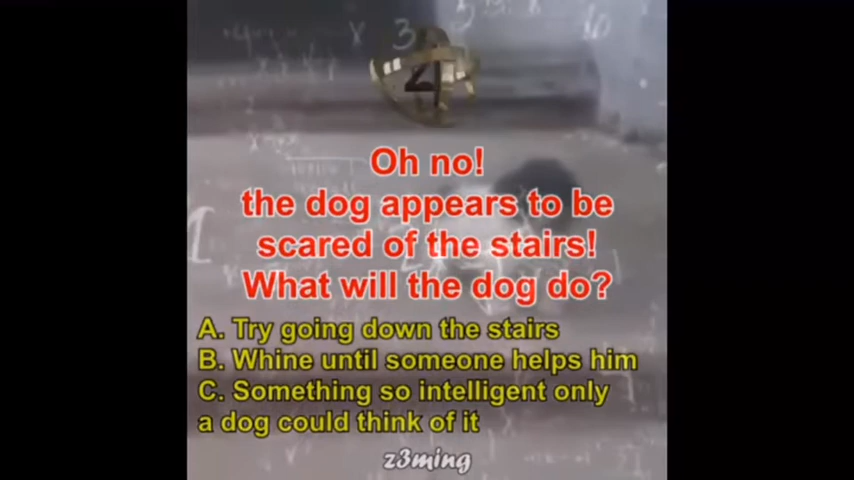 4
Oh no!
the dog appears to be
scared of the stairs!
What will the dog do?
A. Try going down the stairs
B. Whine until someone helps him
C. Something so intelligent only
a dog could think of it
z3ming